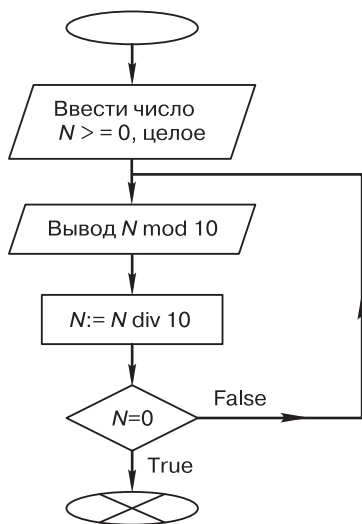 Ввести число
N > = 0, целое
Вывод N mod 10
N:= N div 10
N=0
False
True